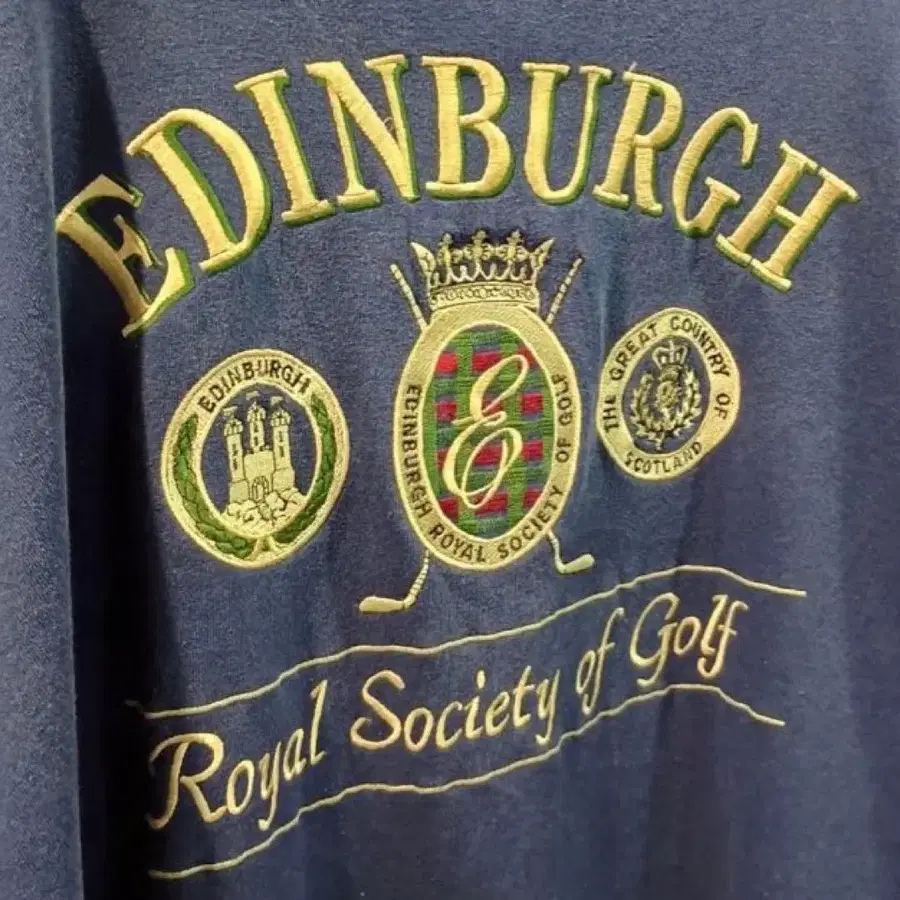 EDINBURGH
EDINBURGH
E
EDINBURGH ROYAL SOCIETY OF GOLF
THE GREAT COUNTRY OF
SCOTLAND
Royal Society of Golf